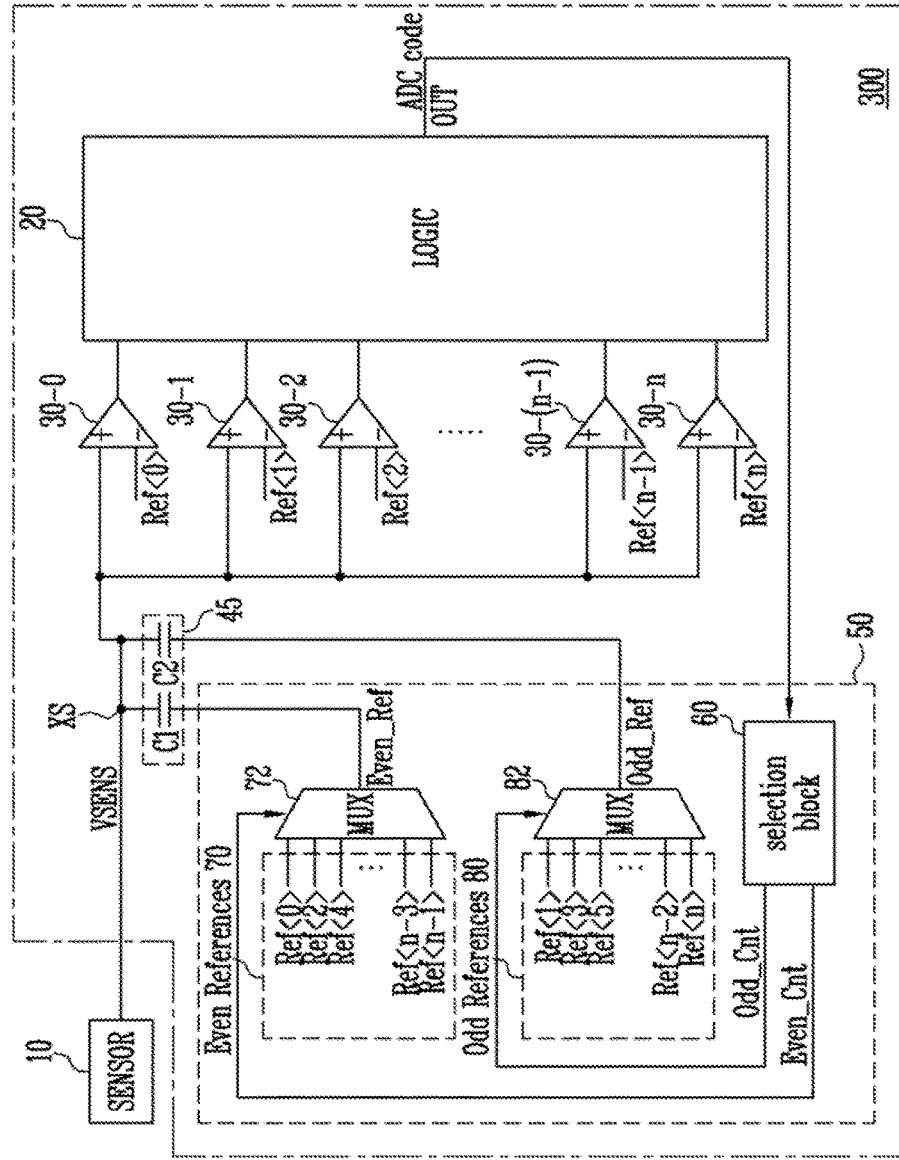 300
20
LOGIC
ADC code
OUT
30-0
30-1
30-2
30-(n-1)
30-n
Ref<0>
Ref<1>
Ref<2>
.....
Ref<n-1>
Ref<n>
10
SENSOR
VSENS
XS
C1
C2
45
50
Even References 70
Ref<0>
Ref<2>
Ref<4>
Ref<n-3>
Ref<n-1>
72
MUX
Even_Ref
Odd References 80
Ref<1>
Ref<3>
Ref<5>
Ref<n-2>
Ref<n>
82
MUX
Odd_Ref
60
selection
block
Odd_Cnt
Even_Cnt